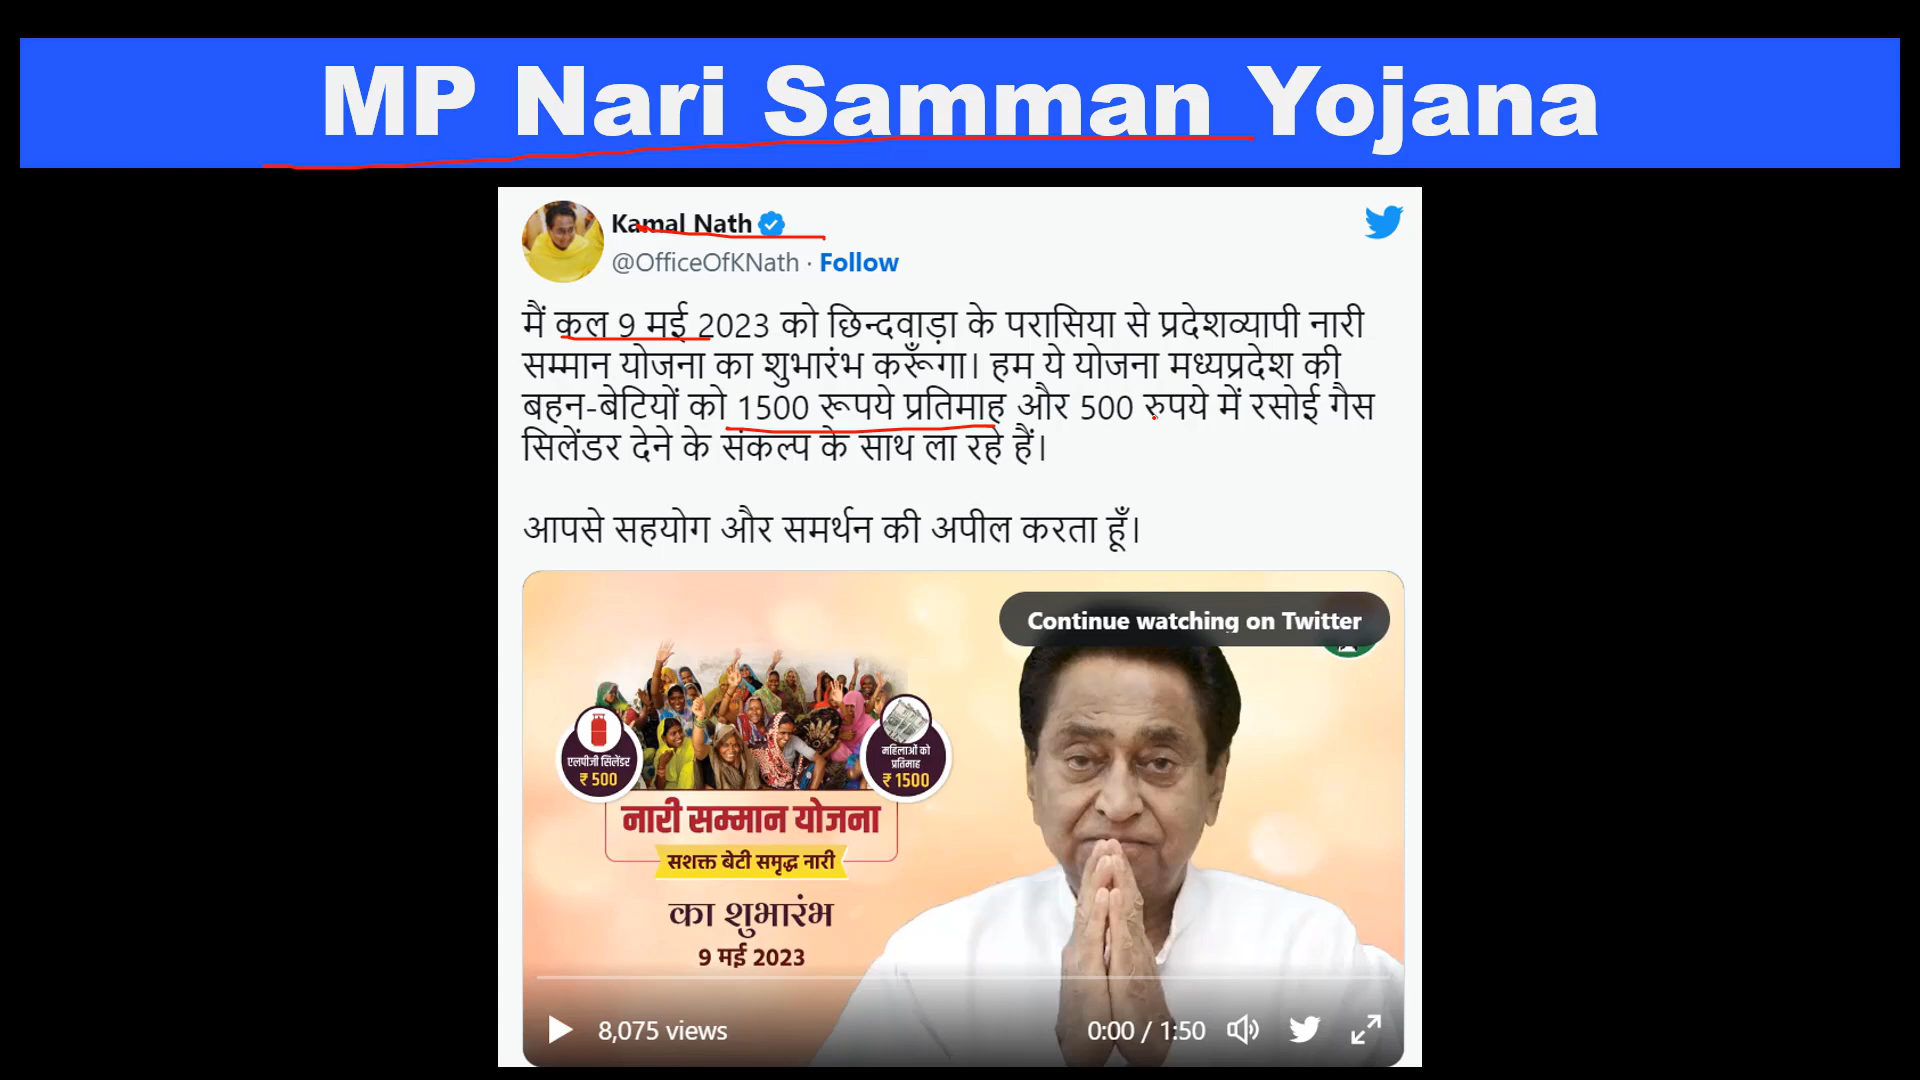 MP Nari Samman Yojana
Kamal Nath
@OfficeOfKNath · Follow
मैं कल 9 मई 2023 को छिन्दवाड़ा के परासिया से प्रदेशव्यापी नारी
सम्मान योजना का शुभारंभ करूँगा। हम ये योजना मध्यप्रदेश की
बहन-बेटियों को 1500 रूपये प्रतिमाह और 500 रुपये में रसोई गैस
सिलेंडर देने के संकल्प के साथ ला रहे हैं।
आपसे सहयोग और समर्थन की अपील करता हूँ।
Continue watching on Twitter
एलपीजी सिलेंडर
₹ 500
महिलाओं को
प्रतिमाह
₹ 1500
नारी सम्मान योजना
सशक्त बेटी समृद्ध नारी
का शुभारंभ
9 मई 2023
8,075 views
0:00 / 1:50